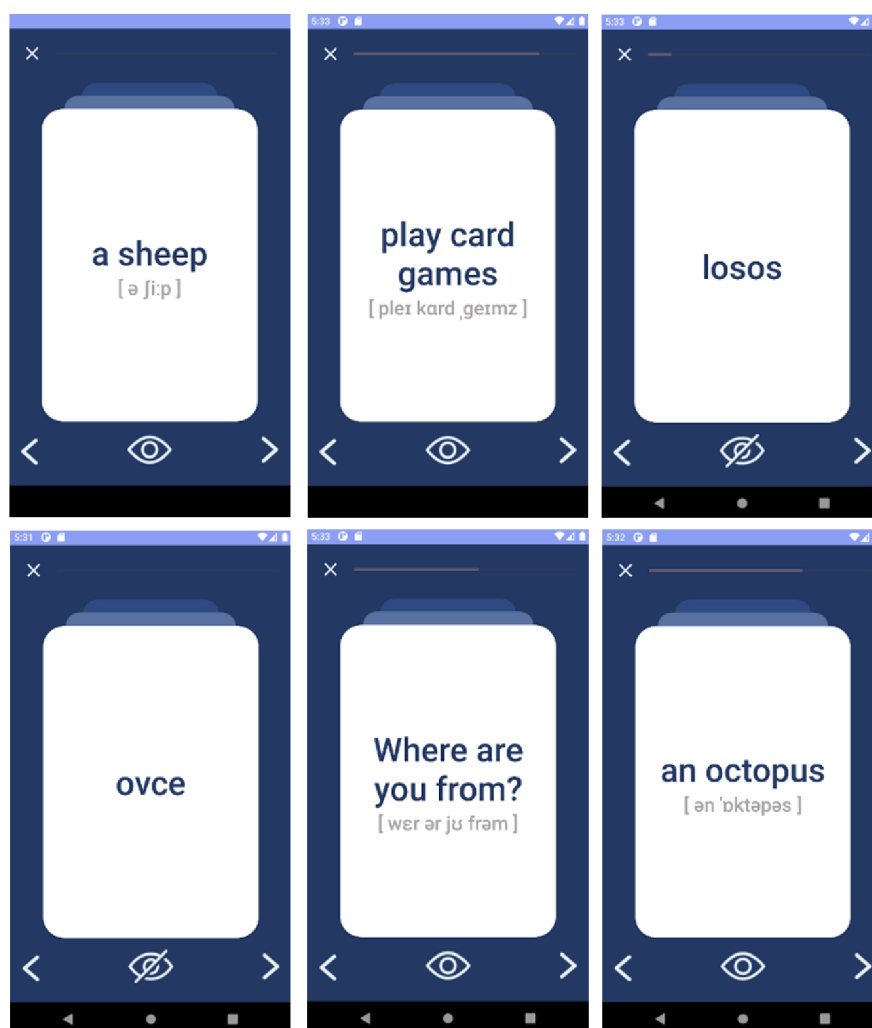 5:33
5:33
a sheep
[ ə ʃiːp ]
play card
games
[ pleɪ kɑrd ˌgeɪmz ]
losos
5:31
5:33
5:32
ovce
Where are
you from?
[ wɛr ər jʊ frəm ]
an octopus
[ ən ˈɒktəpəs ]